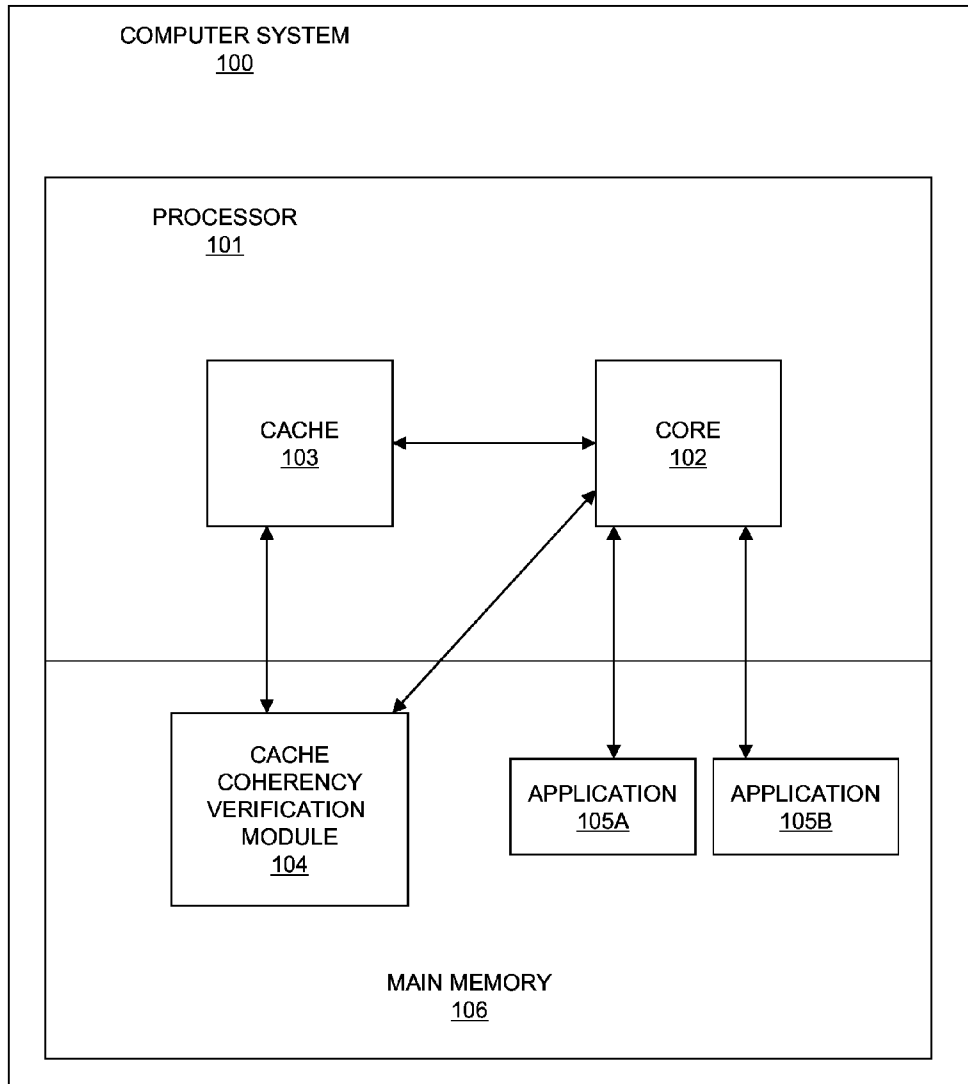 COMPUTER SYSTEM
100
PROCESSOR
101
CACHE
103
CORE
102
CACHE
COHERENCY
VERIFICATION
MODULE
104
APPLICATION
105A
APPLICATION
105B
MAIN MEMORY
106